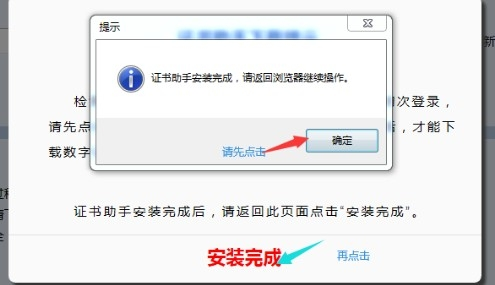 提示
新
证书助手安装完成，请返回浏览器继续操作。
检
次登录，
请先点
，才能下
载数字
请先点击
确定
证书助手安装完成后，请返回此页面点击“安装完成”。
安装完成
再点击